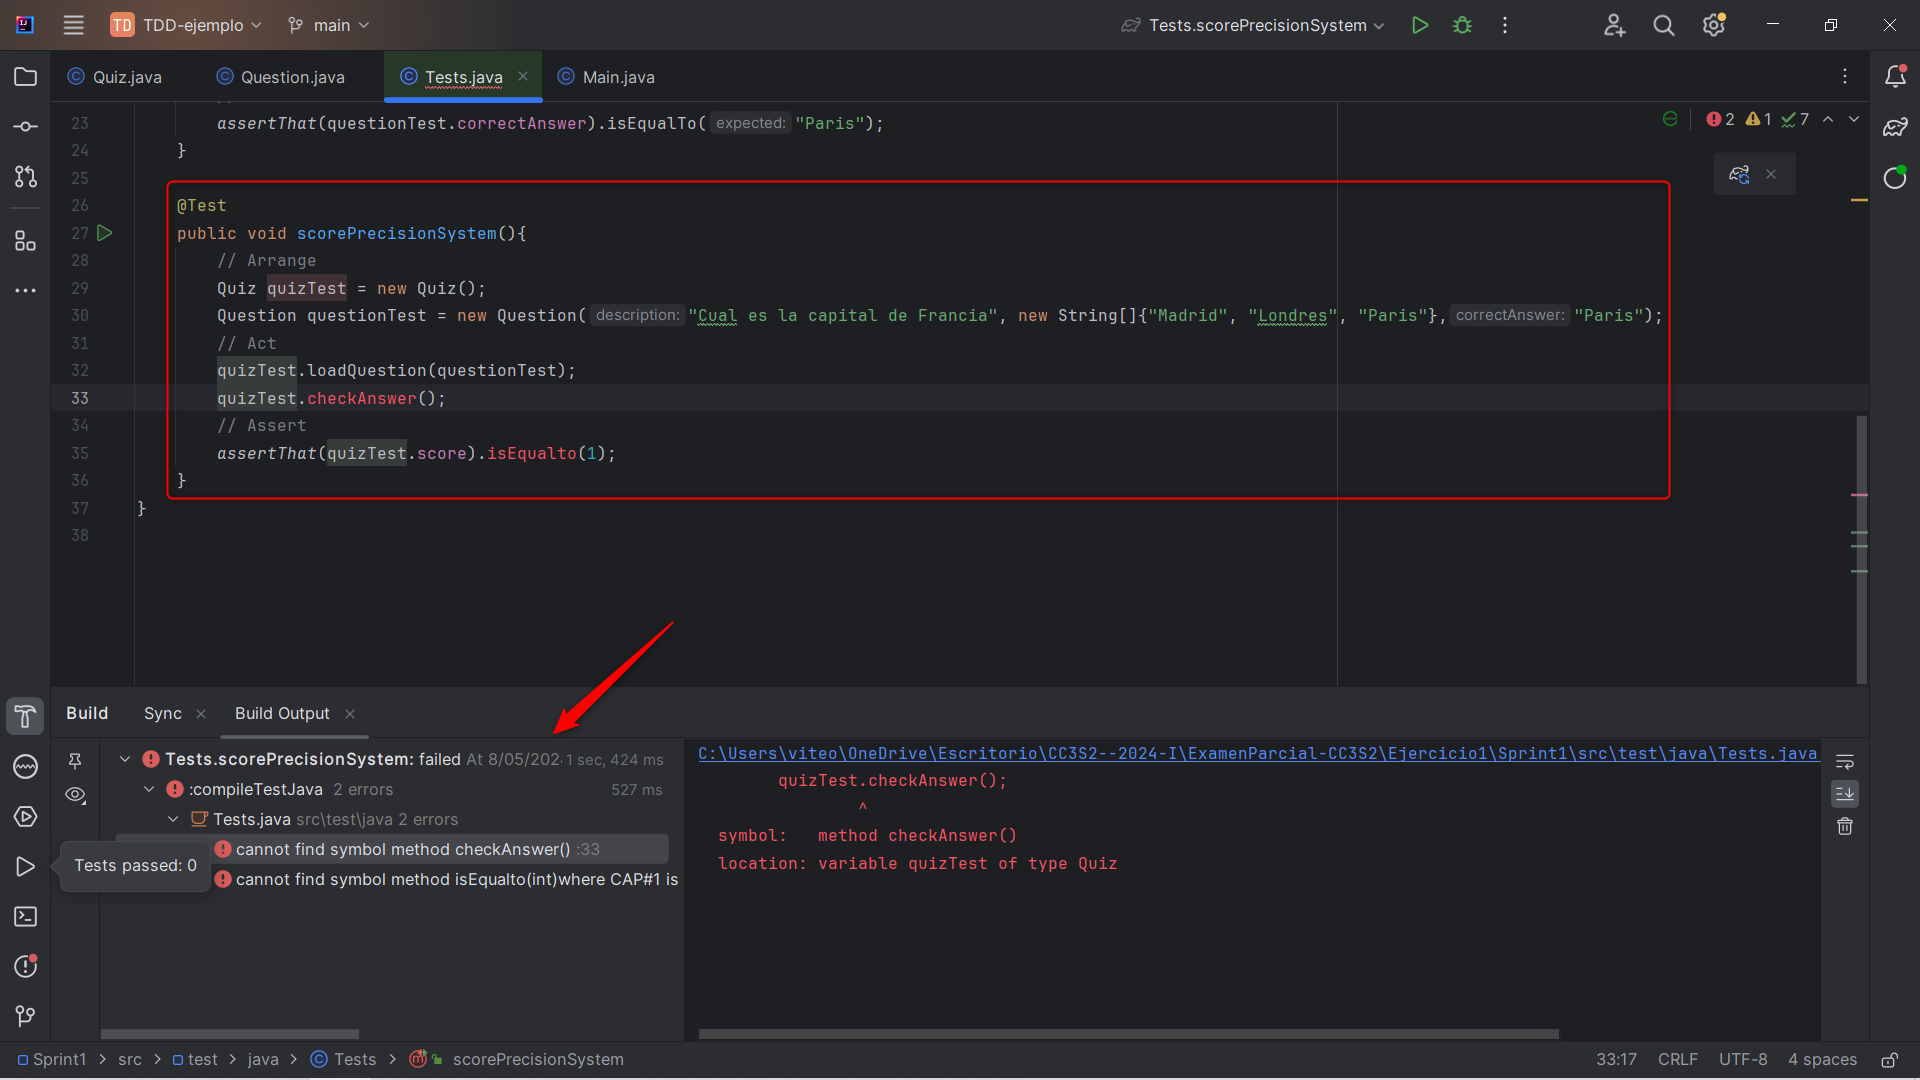 TD TDD-ejemplo main Tests.scorePrecisionSystem
Quiz.java Question.java Tests.java Main.java
23 assertThat(questionTest.correctAnswer).isEqualTo( expected: "Paris");
2 1 7
24 }
25
26 @Test
27 public void scorePrecisionSystem(){
28 // Arrange
29 Quiz quizTest = new Quiz();
30 Question questionTest = new Question( description: "Cual es la capital de Francia", new String[]{"Madrid", "Londres", "Paris"}, correctAnswer: "Paris");
31 // Act
32 quizTest.loadQuestion(questionTest);
33 quizTest.checkAnswer();
34 // Assert
35 assertThat(quizTest.score).isEqualto(1);
36 }
37 }
38
Build Sync Build Output
Tests.scorePrecisionSystem: failed At 8/05/202 1 sec, 424 ms
:compileTestJava 2 errors 527 ms
Tests.java src\test\java 2 errors
cannot find symbol method checkAnswer() :33
cannot find symbol method isEqualto(int)where CAP#1 is
Tests passed: 0
C:\Users\viteo\OneDrive\Escritorio\CC3S2--2024-I\ExamenParcial-CC3S2\Ejercicio1\Sprint1\src\test\java\Tests.java
quizTest.checkAnswer();
^
symbol: method checkAnswer()
location: variable quizTest of type Quiz
Sprint1 > src > test > java > Tests > scorePrecisionSystem
33:17 CRLF UTF-8 4 spaces